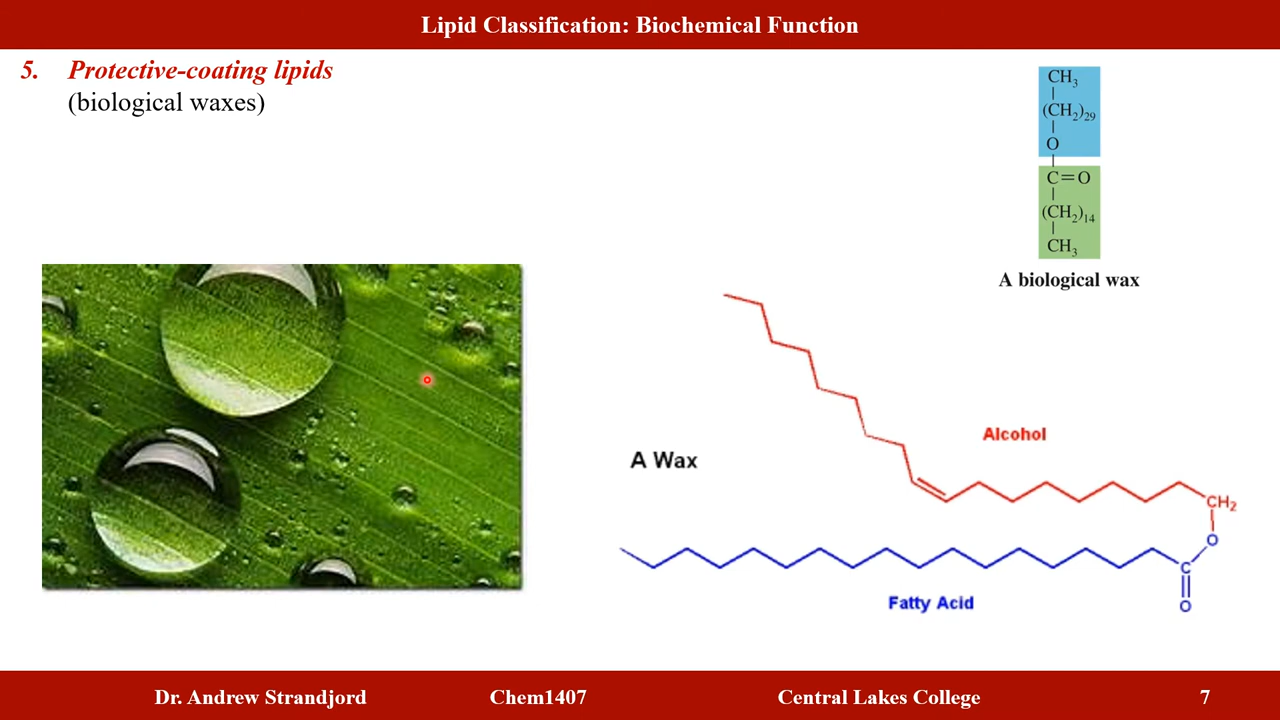 Lipid Classification: Biochemical Function
5. Protective-coating lipids
(biological waxes)
CH₃
(CH₂)₂₉
O
C=O
(CH₂)₁₄
CH₃
A biological wax
Alcohol
A Wax
CH₂
O
C
O
Fatty Acid
Dr. Andrew Strandjord Chem1407 Central Lakes College 7